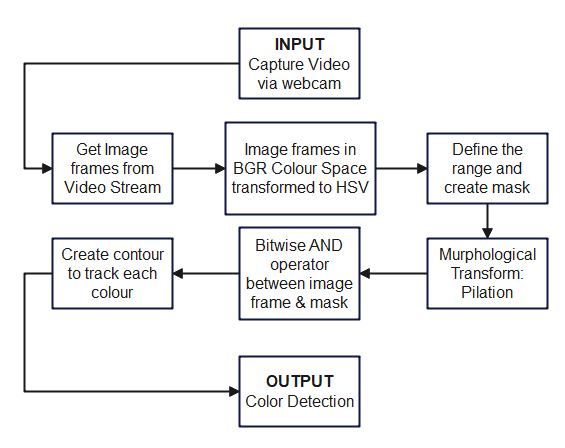 INPUT
Capture Video
via webcam
Get Image
frames from
Video Stream
Image frames in
BGR Colour Space
transformed to HSV
Define the
range and
create mask
Murphological
Transform:
Pilation
Bitwise AND
operator
between image
frame & mask
Create contour
to track each
colour
OUTPUT
Color Detection